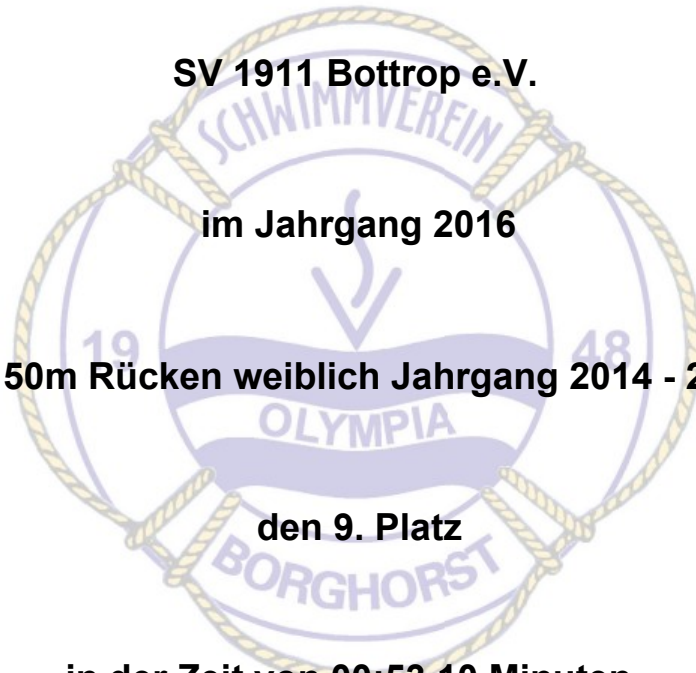 SV 1911 Bottrop e.V.
SCHWIMMVEREIN
im Jahrgang 2016
19 48
50m Rücken weiblich Jahrgang 2014 - 2
OLYMPIA
den 9. Platz
BORGHORST
in der Zeit von